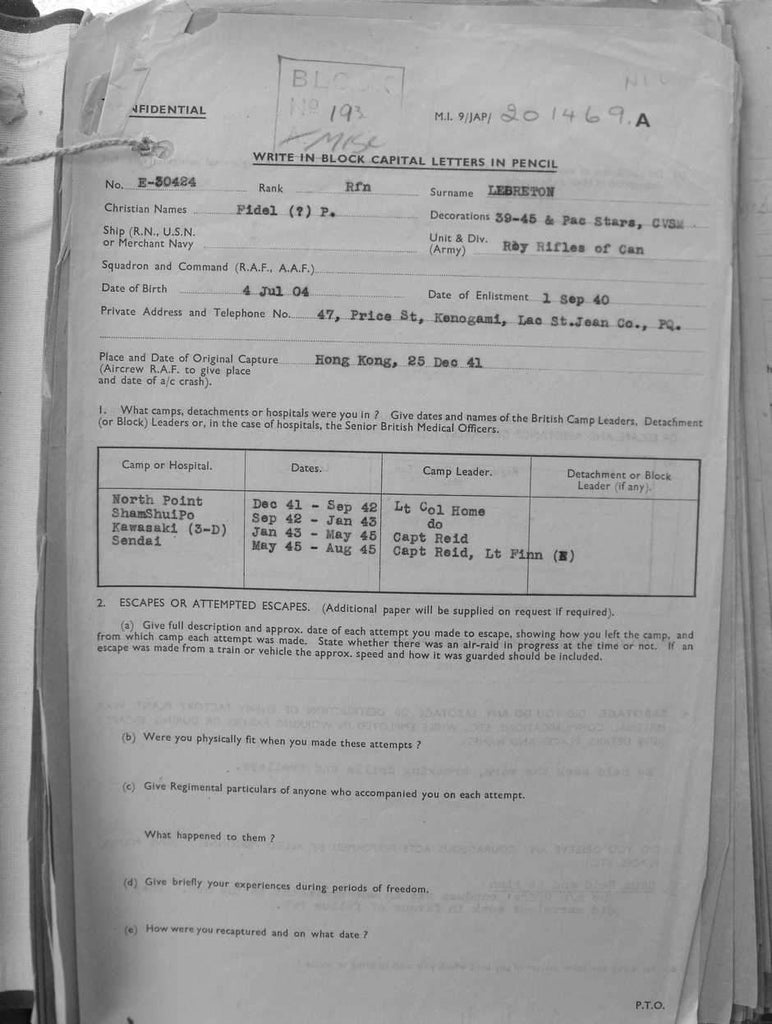 BLOCK
No 193
MISC
NFIDENTIAL
M.I. 9/JAP/ 201469.A
WRITE IN BLOCK CAPITAL LETTERS IN PENCIL
No. E-30424 Rank Rfn Surname LEBRETON
Christian Names Fidel (?) P. Decorations 39-45 & Pac Stars, CVSM
Ship (R.N., U.S.N. or Merchant Navy
Unit & Div. (Army) Roy Rifles of Can
Squadron and Command (R.A.F., A.A.F.)
Date of Birth 4 Jul 04 Date of Enlistment 1 Sep 40
Private Address and Telephone No. 47, Price St, Kenogami, Lac St.Jean Co., PQ.
Place and Date of Original Capture Hong Kong, 25 Dec 41
(Aircrew R.A.F. to give place
and date of a/c crash).
1. What camps, detachments or hospitals were you in ? Give dates and names of the British Camp Leaders, Detachment
(or Block) Leaders or, in the case of hospitals, the Senior British Medical Officers.
Camp or Hospital. Dates. Camp Leader. Detachment or Block Leader (if any).
North Point Dec 41 - Sep 42 Lt Col Home
ShamShuiPo Sep 42 - Jan 43 do
Kawasaki (3-D) Jan 43 - May 45 Capt Reid
Sendai May 45 - Aug 45 Capt Reid, Lt Finn (E)
2. ESCAPES OR ATTEMPTED ESCAPES. (Additional paper will be supplied on request if required).
(a) Give full description and approx. date of each attempt you made to escape, showing how you left the camp, and
from which camp each attempt was made. State whether there was an air-raid in progress at the time or not. If an
escape was made from a train or vehicle the approx. speed and how it was guarded should be included.
(b) Were you physically fit when you made these attempts ?
(c) Give Regimental particulars of anyone who accompanied you on each attempt.
What happened to them ?
(d) Give briefly your experiences during periods of freedom.
(e) How were you recaptured and on what date ?
P.T.O.